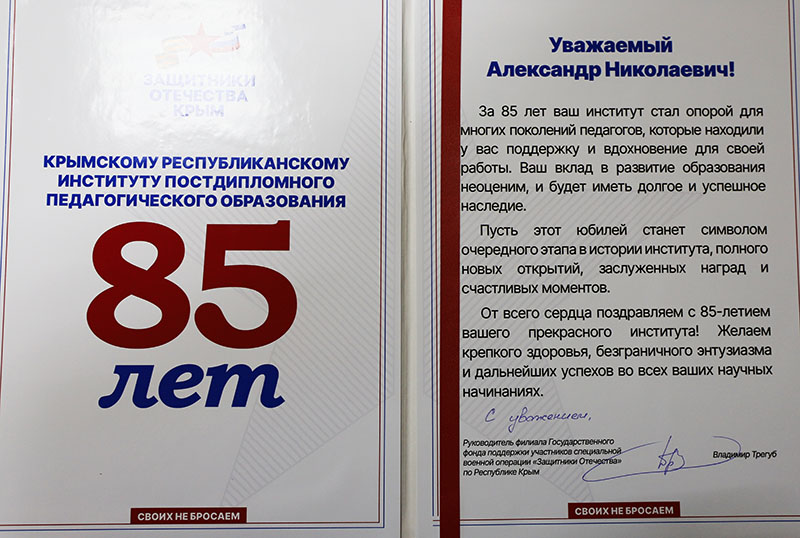 ЗАЩИТНИКИ
ОТЕЧЕСТВА
КРЫМ
КРЫМСКОМУ РЕСПУБЛИКАНСКОМУ
ИНСТИТУТУ ПОСТДИПЛОМНОГО
ПЕДАГОГИЧЕСКОГО ОБРАЗОВАНИЯ
85
лет
СВОИХ НЕ БРОСАЕМ
Уважаемый
Александр Николаевич!
За 85 лет ваш институт стал опорой для
многих поколений педагогов, которые находили
у вас поддержку и вдохновение для своей
работы. Ваш вклад в развитие образования
неоценим, и будет иметь долгое и успешное
наследие.
Пусть этот юбилей станет символом
очередного этапа в истории института, полного
новых открытий, заслуженных наград и
счастливых моментов.
От всего сердца поздравляем с 85-летием
вашего прекрасного института! Желаем
крепкого здоровья, безграничного энтузиазма
и дальнейших успехов во всех ваших научных
начинаниях.
С уважением,
Руководитель филиала Государственного
фонда поддержки участников специальной
военной операции «Защитники Отечества»
по Республике Крым
Владимир Трегуб
СВОИХ НЕ БРОСАЕМ